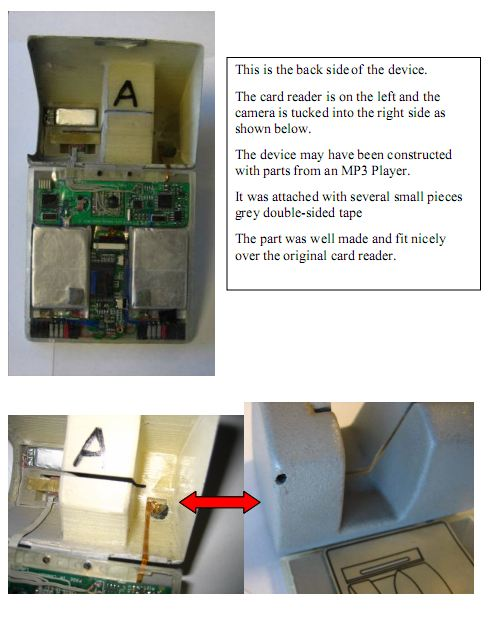 A
This is the back side of the device.
The card reader is on the left and the
camera is tucked into the right side as
shown below.
The device may have been constructed
with parts from an MP3 Player.
It was attached with several small pieces
grey double-sided tape
The part was well made and fit nicely
over the original card reader.
A